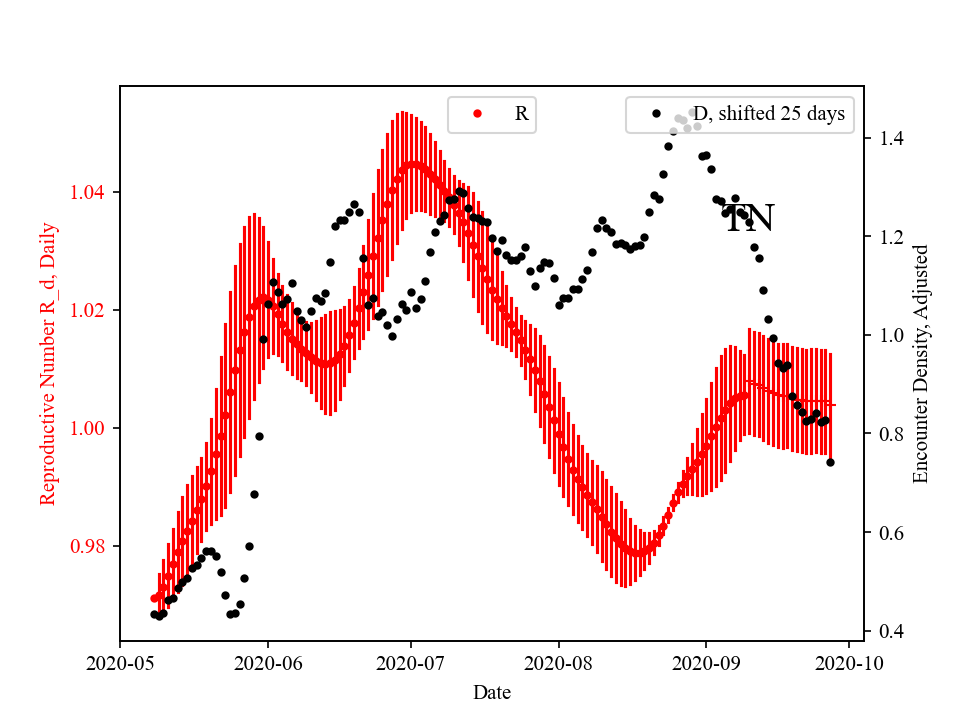 R
D, shifted 25 days
TN
Reproductive Number R_d, Daily
1.04
1.02
1.00
0.98
1.4
1.2
1.0
0.8
0.6
0.4
Encounter Density, Adjusted
2020-05
2020-06
2020-07
2020-08
2020-09
2020-10
Date